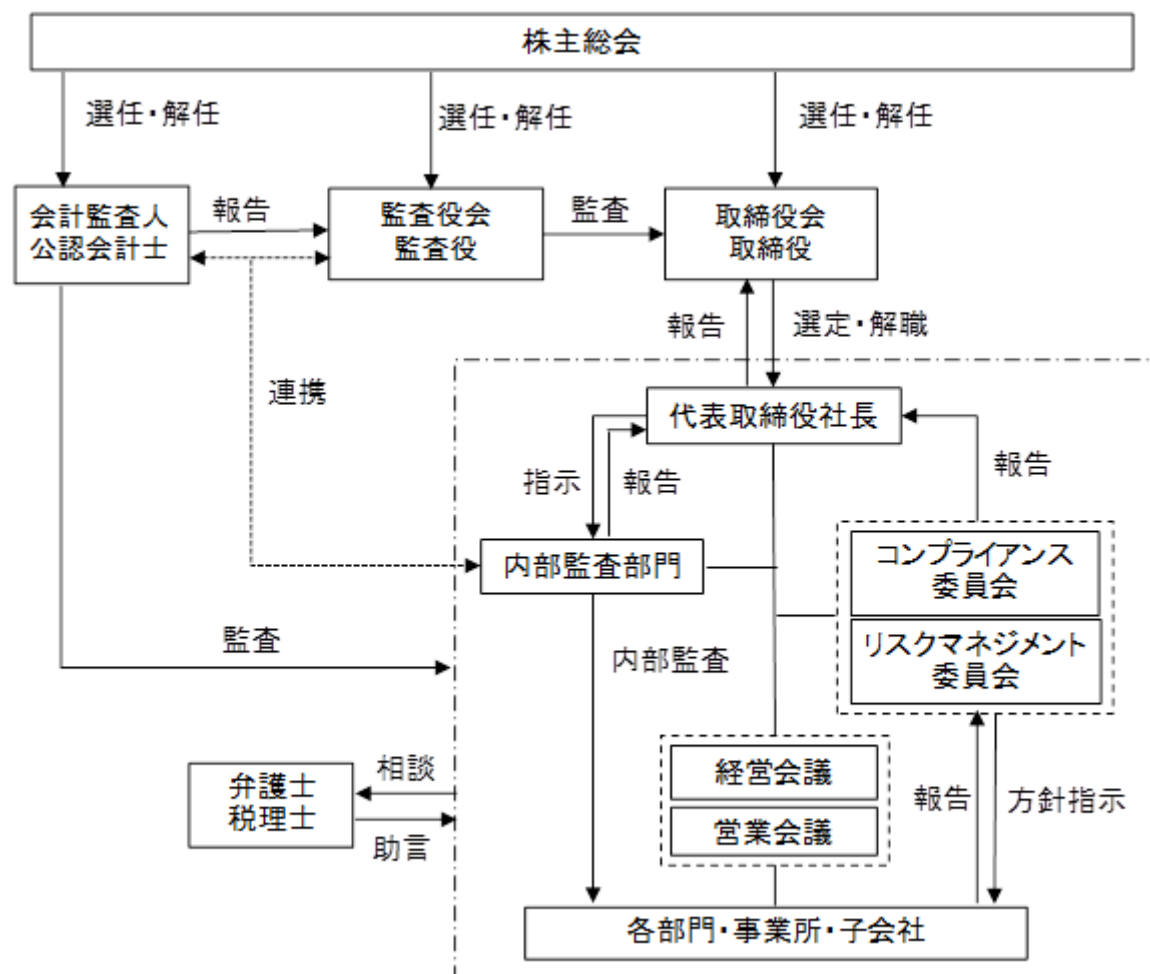 株主総会
選任・解任
選任・解任
選任・解任
会計監査人
公認会計士
報告
監査役会
監査役
監査
取締役会
取締役
報告
選定・解職
連携
代表取締役社長
指示
報告
報告
内部監査部門
コンプライアンス
委員会
リスクマネジメント
委員会
監査
内部監査
弁護士
税理士
相談
助言
経営会議
営業会議
報告
方針指示
各部門・事業所・子会社